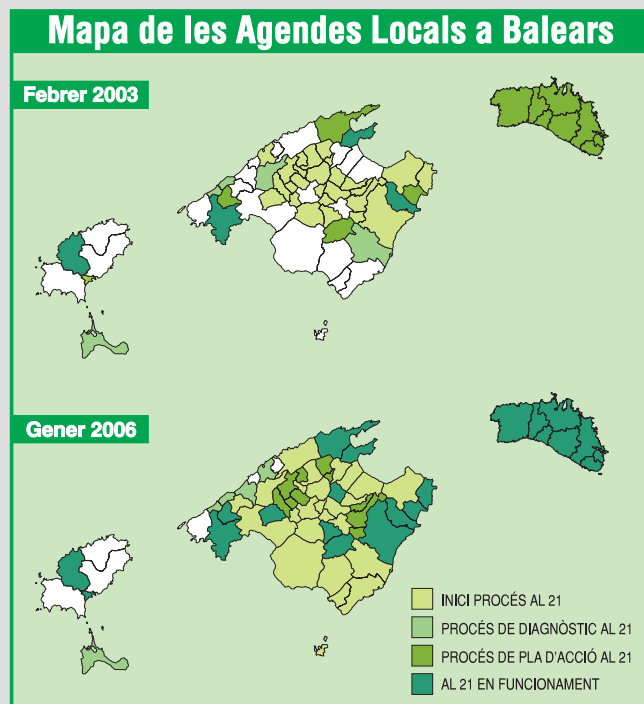 Mapa de les Agendes Locals a Balears
Febrer 2003
Gener 2006
INICI PROCÉS AL 21
PROCÉS DE DIAGNÒSTIC AL 21
PROCÉS DE PLA D'ACCIÓ AL 21
AL 21 EN FUNCIONAMENT